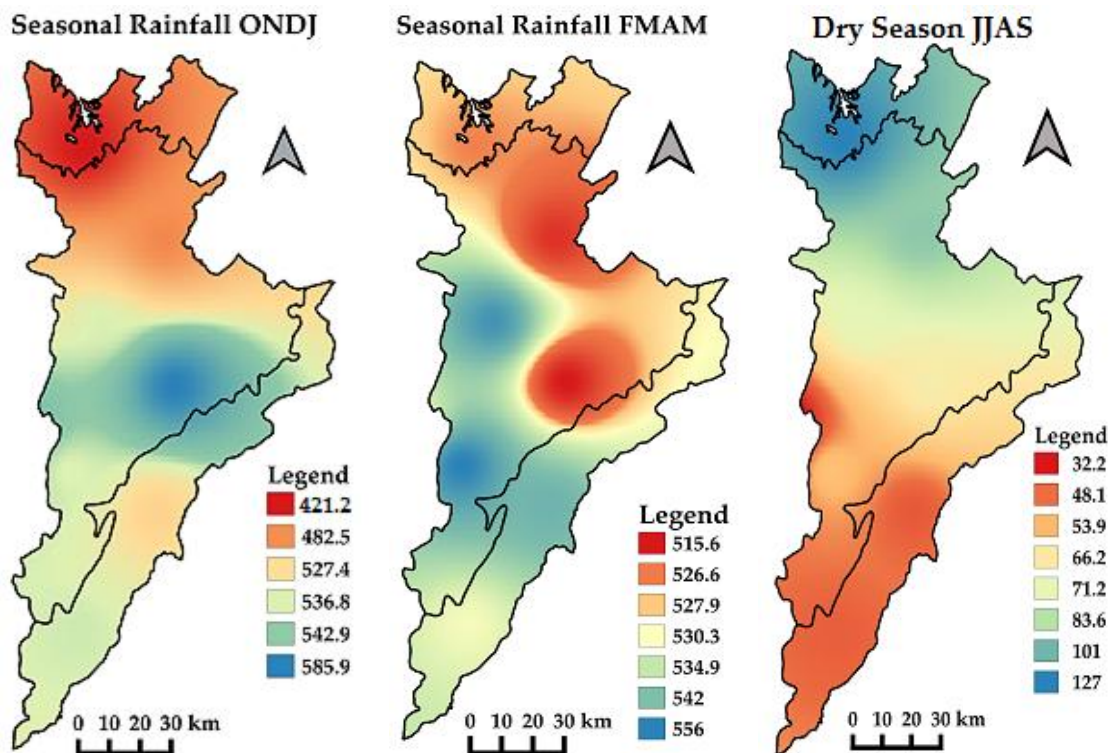 Seasonal Rainfall ONDJ
Legend
421.2
482.5
527.4
536.8
542.9
585.9
0 10 20 30 km
Seasonal Rainfall FMAM
Legend
515.6
526.6
527.9
530.3
534.9
542
556
0 10 20 30 km
Dry Season JJAS
Legend
32.2
48.1
53.9
66.2
71.2
83.6
101
127
0 10 20 30 km